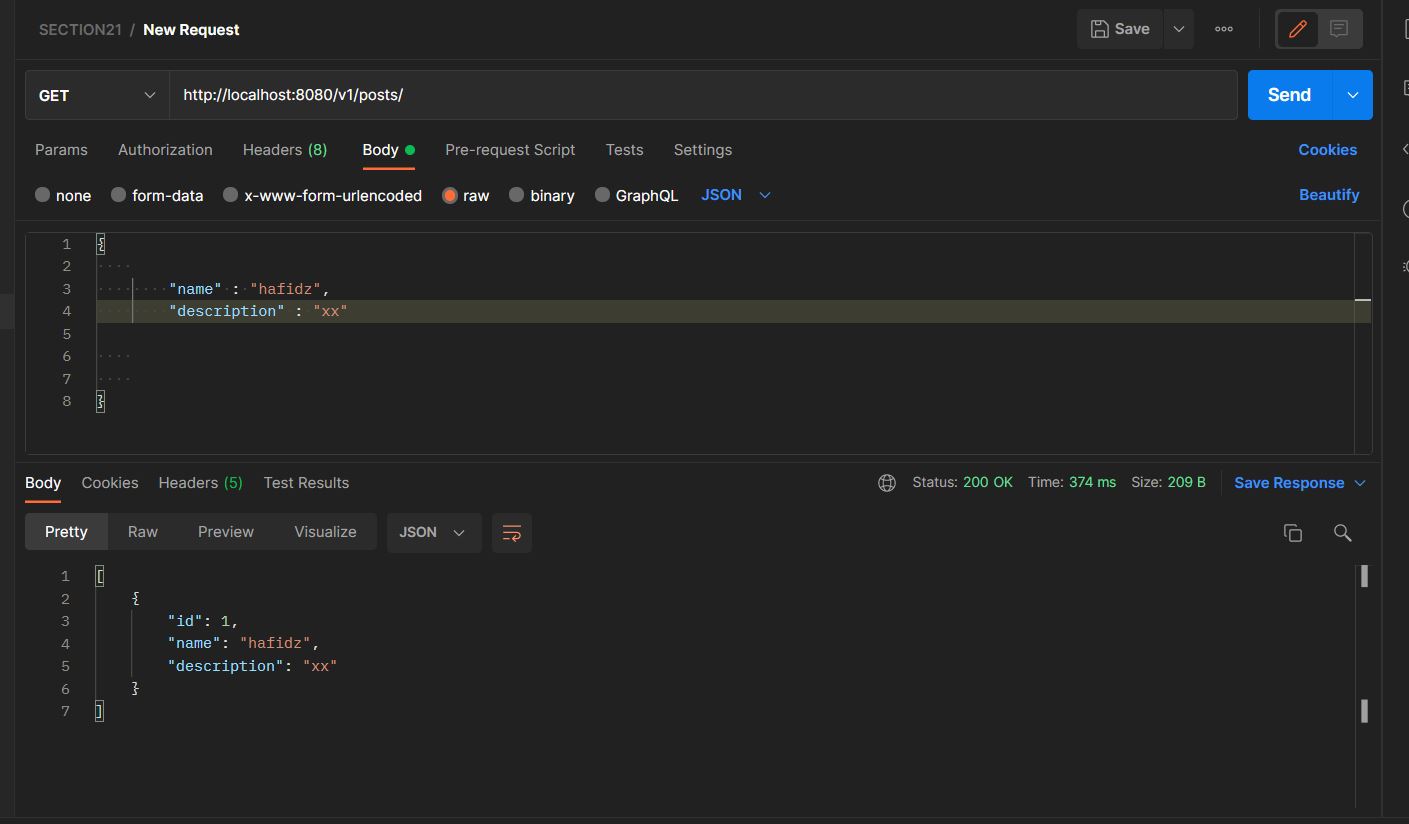 SECTION21 / New Request
Save
GET
http://localhost:8080/v1/posts/
Send
Params Authorization Headers (8) Body Pre-request Script Tests Settings Cookies
none form-data x-www-form-urlencoded raw binary GraphQL JSON Beautify
1 {
2
3 "name" : "hafidz",
4 "description" : "xx"
5
6
7
8 }
Body Cookies Headers (5) Test Results Status: 200 OK Time: 374 ms Size: 209 B Save Response
Pretty Raw Preview Visualize JSON
1 [
2 {
3 "id": 1,
4 "name": "hafidz",
5 "description": "xx"
6 }
7 ]